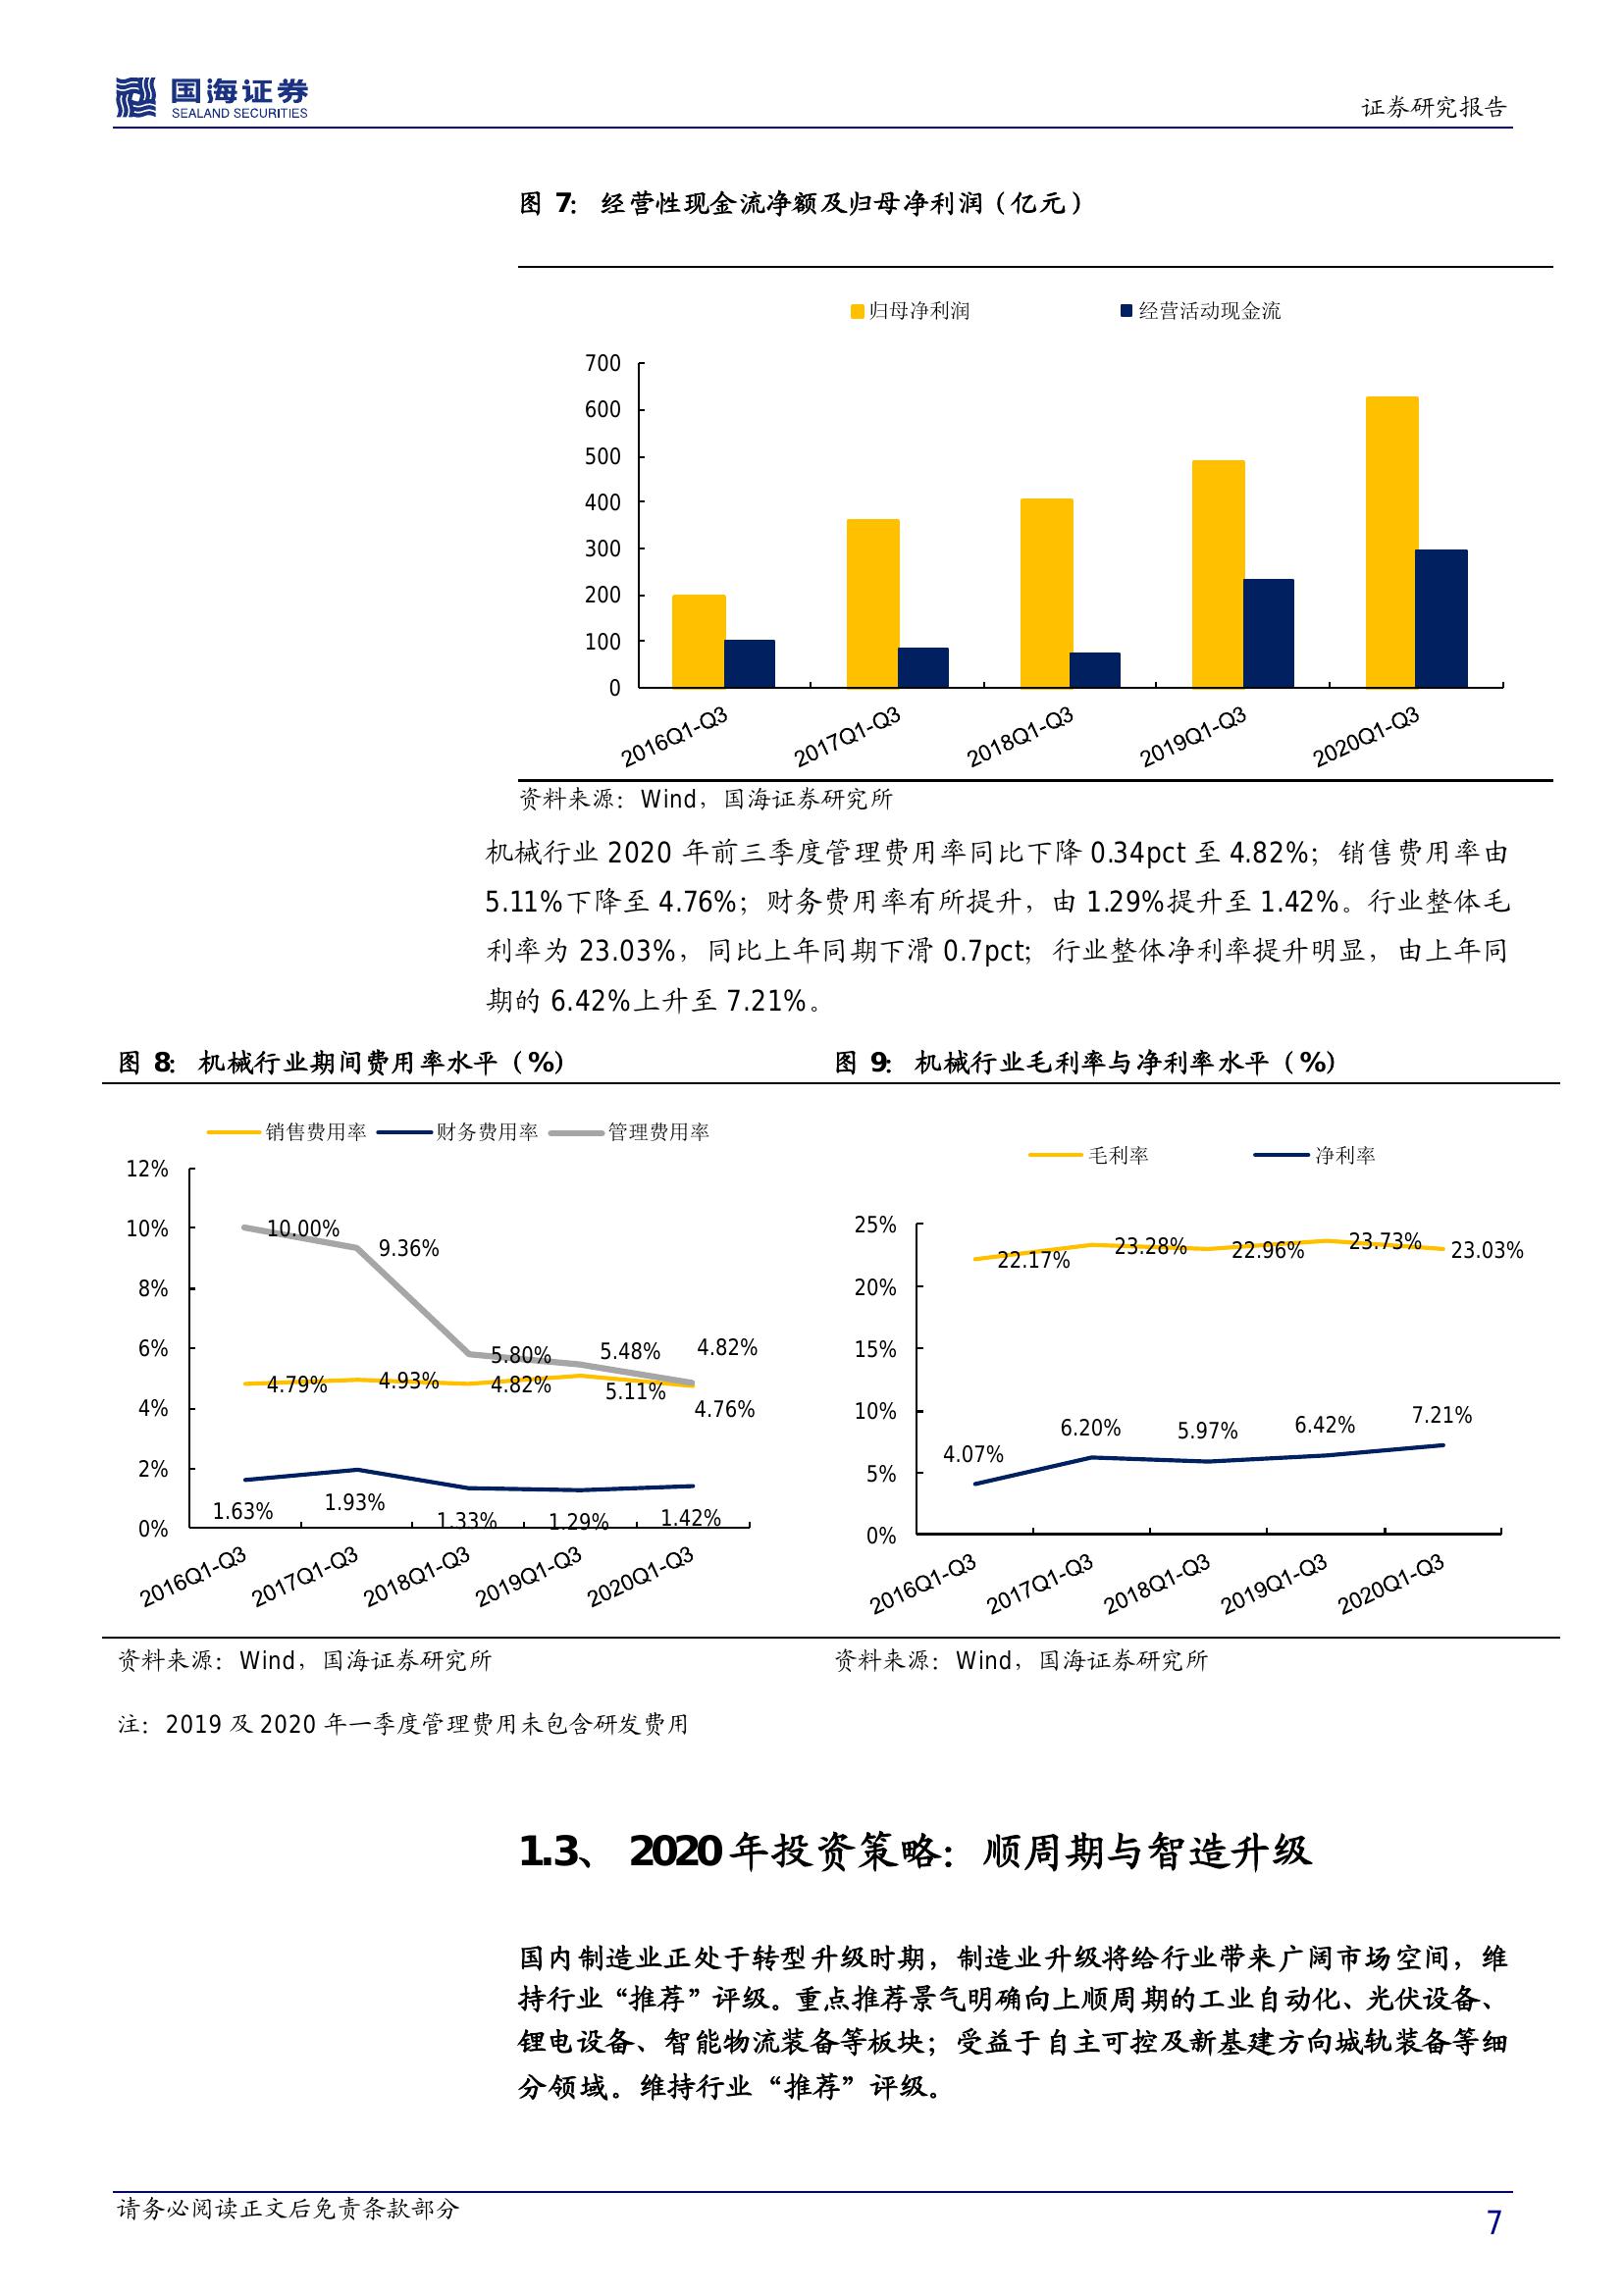 国海证券
SEALAND SECURITIES
证券研究报告
图 7： 经营性现金流净额及归母净利润（亿元）
归母净利润 经营活动现金流
700
600
500
400
300
200
100
0
2016Q1-Q3 2017Q1-Q3 2018Q1-Q3 2019Q1-Q3 2020Q1-Q3
资料来源：Wind，国海证券研究所
机械行业 2020 年前三季度管理费用率同比下降 0.34pct 至 4.82%；销售费用率由
5.11%下降至 4.76%；财务费用率有所提升，由 1.29%提升至 1.42%。行业整体毛
利率为 23.03%，同比上年同期下滑 0.7pct；行业整体净利率提升明显，由上年同
期的 6.42%上升至 7.21%。
图 8： 机械行业期间费用率水平（%）
销售费用率 财务费用率 管理费用率
12%
10%
8%
6%
4%
2%
0%
10.00% 9.36% 5.80% 5.48% 4.82%
4.79% 4.93% 4.82% 5.11% 4.76%
1.63% 1.93% 1.33% 1.29% 1.42%
2016Q1-Q3 2017Q1-Q3 2018Q1-Q3 2019Q1-Q3 2020Q1-Q3
资料来源：Wind，国海证券研究所
图 9： 机械行业毛利率与净利率水平（%）
毛利率 净利率
25%
20%
15%
10%
5%
0%
22.17% 23.28% 22.96% 23.73% 23.03%
4.07% 6.20% 5.97% 6.42% 7.21%
2016Q1-Q3 2017Q1-Q3 2018Q1-Q3 2019Q1-Q3 2020Q1-Q3
资料来源：Wind，国海证券研究所
注：2019 及 2020 年一季度管理费用未包含研发费用
1.3、 2020 年投资策略：顺周期与智造升级
国内制造业正处于转型升级时期，制造业升级将给行业带来广阔市场空间，维
持行业“推荐”评级。重点推荐景气明确向上顺周期的工业自动化、光伏设备、
锂电设备、智能物流装备等板块；受益于自主可控及新基建方向城轨装备等细
分领域。维持行业“推荐”评级。
请务必阅读正文后免责条款部分
7